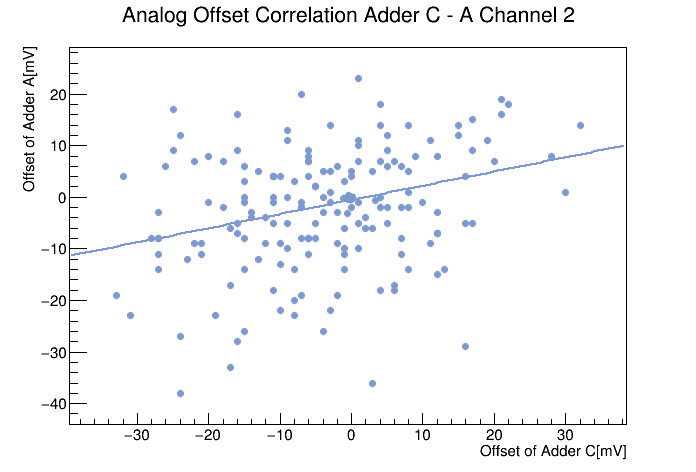 Analog Offset Correlation Adder C - A Channel 2
Offset of Adder A[mV]
20
10
0
−10
−20
−30
−40
−30 −20 −10 0 10 20 30
Offset of Adder C[mV]